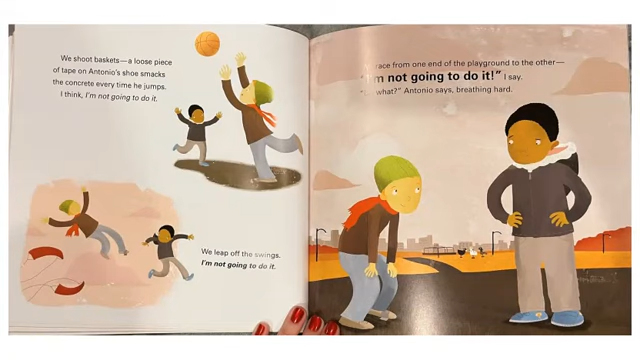 We shoot baskets—a loose piece
of tape on Antonio's shoe smacks
the concrete every time he jumps.
I think, I'm not going to do it.
We leap off the swings.
I'm not going to do it.
race from one end of the playground to the other—
I'm not going to do it!" I say.
what?" Antonio says, breathing hard.